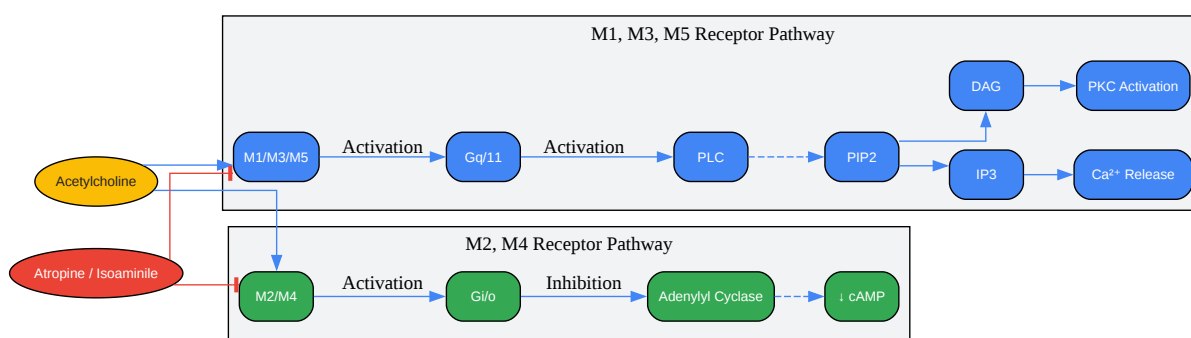 M1, M3, M5 Receptor Pathway
DAG
PKC Activation
M1/M3/M5
Activation
Gq/11
Activation
PLC
PIP2
IP3
Ca²⁺ Release
Acetylcholine
M2, M4 Receptor Pathway
Atropine / Isoaminile
M2/M4
Activation
Gi/o
Inhibition
Adenylyl Cyclase
↓ cAMP